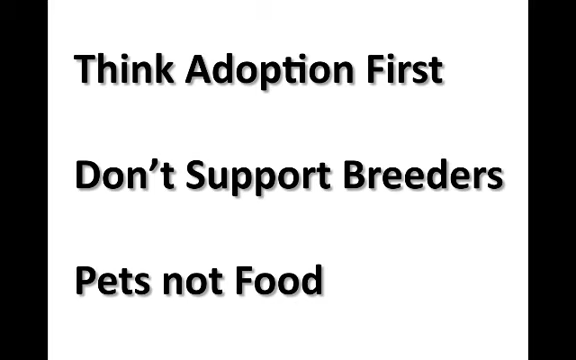 Think Adoption First
Don’t Support Breeders
Pets not Food